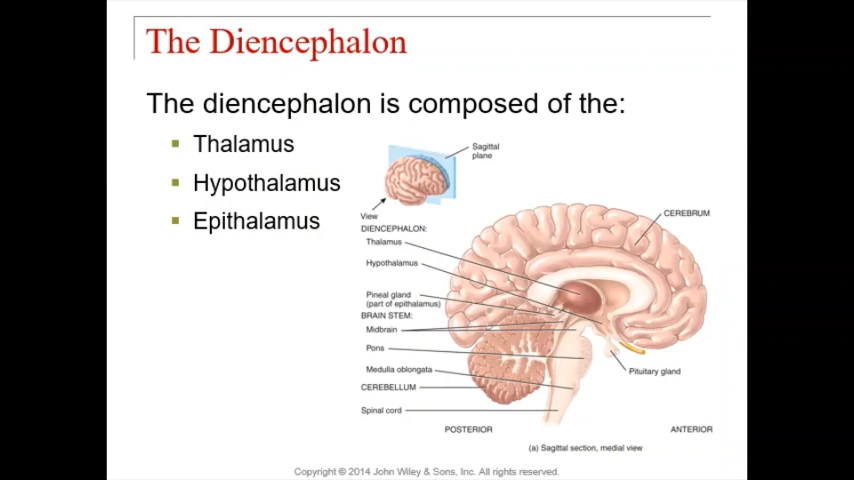 The Diencephalon
The diencephalon is composed of the:
Thalamus
Hypothalamus
Epithalamus
Sagittal
plane
View
DIENCEPHALON:
Thalamus
Hypothalamus
Pineal gland
(part of epithalamus)
BRAIN STEM:
Midbrain
Pons
Medulla oblongata
CEREBELLUM
Spinal cord
CEREBRUM
Pituitary gland
POSTERIOR
ANTERIOR
(a) Sagittal section, medial view
Copyright © 2014 John Wiley & Sons, Inc. All rights reserved.